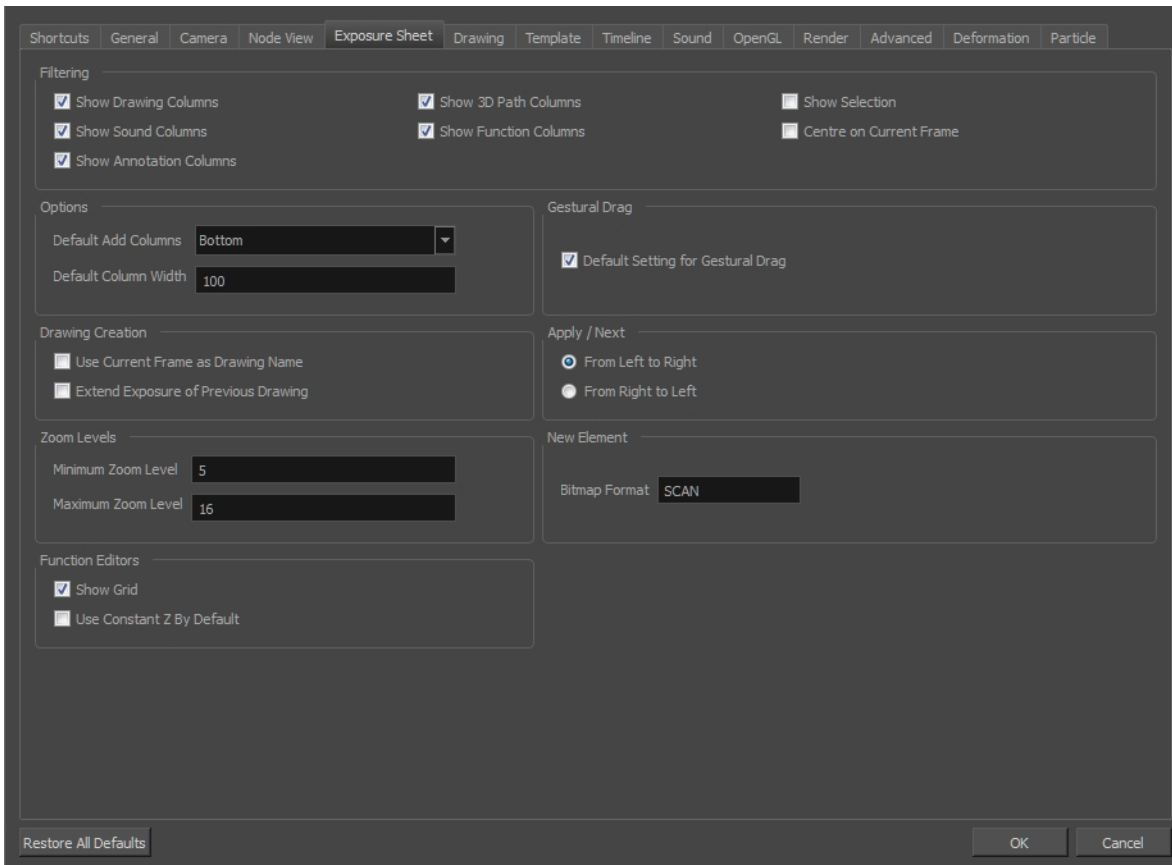 Shortcuts General Camera Node View Exposure Sheet Drawing Template Timeline Sound OpenGL Render Advanced Deformation Particle
Filtering
Show Drawing Columns Show 3D Path Columns Show Selection
Show Sound Columns Show Function Columns Centre on Current Frame
Show Annotation Columns
Options
Default Add Columns Bottom
Default Column Width 100
Gestural Drag
Default Setting for Gestural Drag
Drawing Creation
Use Current Frame as Drawing Name
Extend Exposure of Previous Drawing
Apply / Next
From Left to Right
From Right to Left
Zoom Levels
Minimum Zoom Level 5
Maximum Zoom Level 16
New Element
Bitmap Format SCAN
Function Editors
Show Grid
Use Constant Z By Default
Restore All Defaults OK Cancel